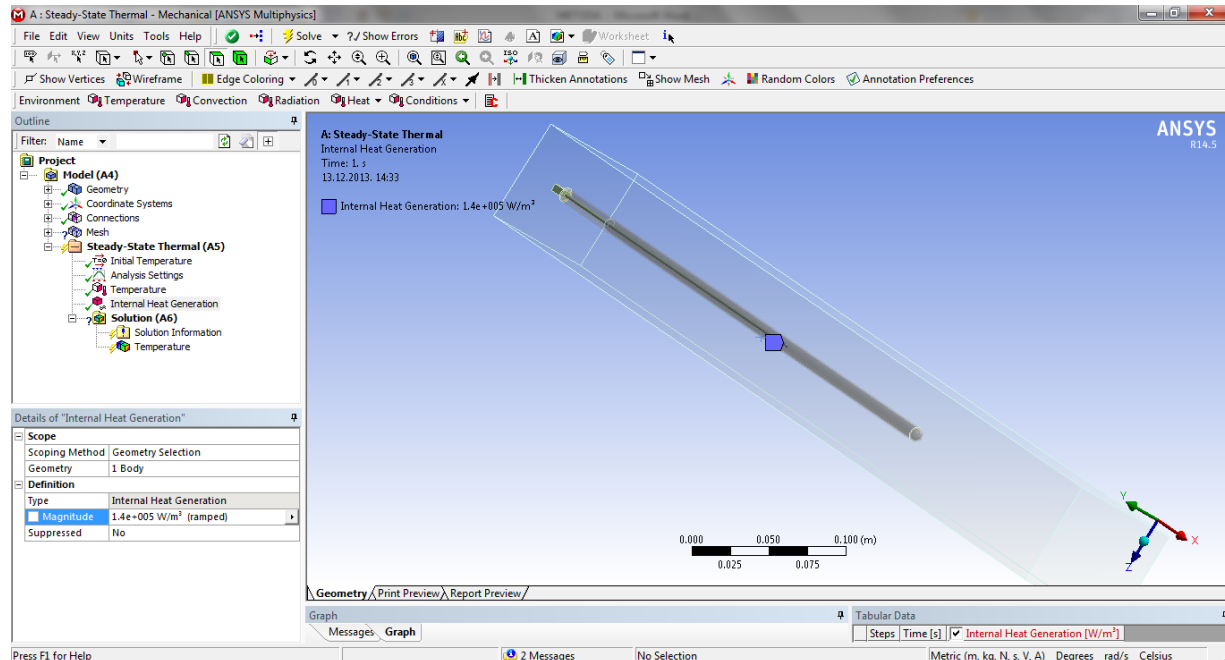 A : Steady-State Thermal - Mechanical [ANSYS Multiphysics]
File Edit View Units Tools Help Solve ?/ Show Errors Worksheet
Show Vertices Wireframe Edge Coloring Thicken Annotations Show Mesh Random Colors Annotation Preferences
Environment Temperature Convection Radiation Heat Conditions
Outline
Filter: Name
Project
Model (A4)
Geometry
Coordinate Systems
Connections
Mesh
Steady-State Thermal (A5)
Initial Temperature
Analysis Settings
Temperature
Internal Heat Generation
Solution (A6)
Solution Information
Temperature
Details of "Internal Heat Generation"
Scope
Scoping Method Geometry Selection
Geometry 1 Body
Definition
Type Internal Heat Generation
Magnitude 1.4e+005 W/m³ (ramped)
Suppressed No
A: Steady-State Thermal
Internal Heat Generation
Time: 1. s
13.12.2013. 14:33
Internal Heat Generation: 1.4e+005 W/m³
ANSYS
R14.5
0.000 0.050 0.100 (m)
0.025 0.075
Y
X
Z
Geometry Print Preview Report Preview
Graph
Messages Graph
Tabular Data
Steps Time [s] Internal Heat Generation [W/m³]
Press F1 for Help 2 Messages No Selection Metric (m, kg, N, s, V, A) Degrees rad/s Celsius